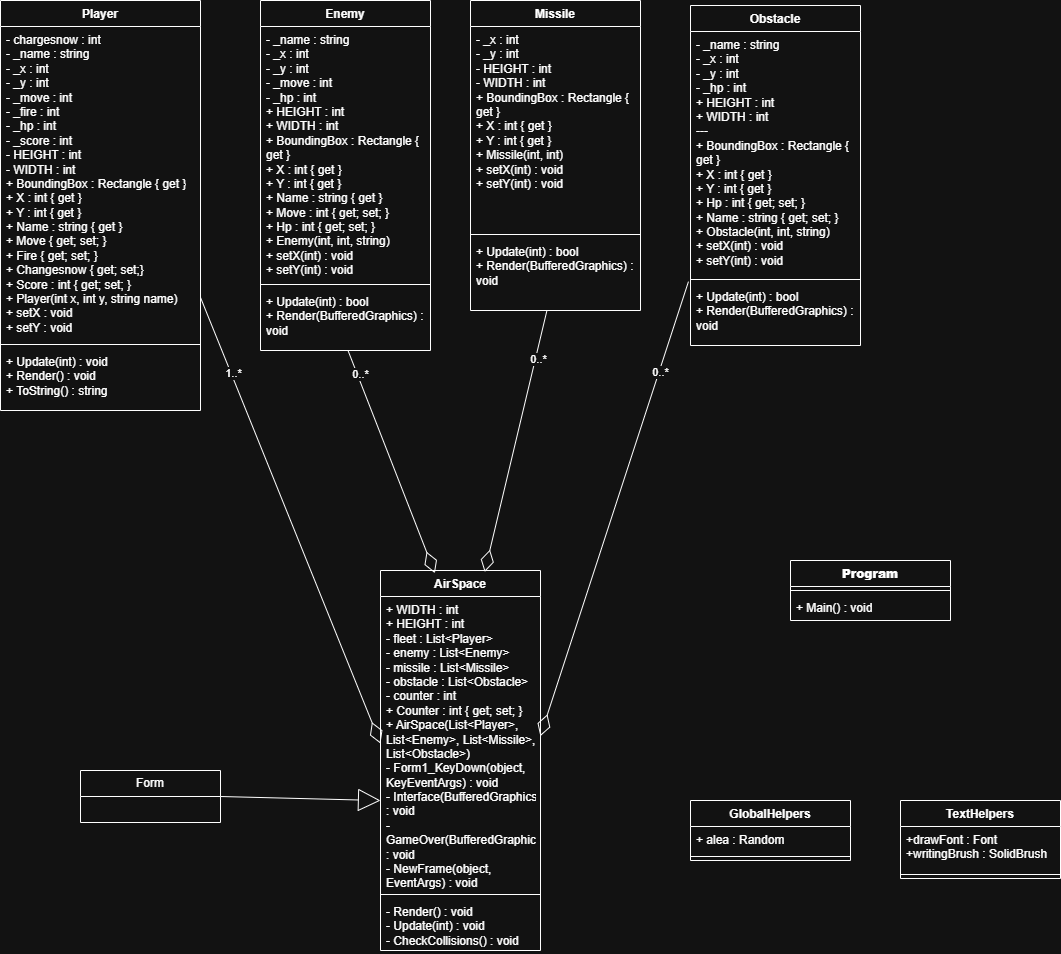 Player
- chargesnow : int
- _name : string
- _x : int
- _y : int
- _move : int
- _fire : int
- _hp : int
- _score : int
- HEIGHT : int
- WIDTH : int
+ BoundingBox : Rectangle { get }
+ X : int { get }
+ Y : int { get }
+ Name : string { get }
+ Move { get; set; }
+ Fire { get; set; }
+ Changesnow { get; set;}
+ Score : int { get; set; }
+ Player(int x, int y, string name)
+ setX : void
+ setY : void
+ Update(int) : void
+ Render() : void
+ ToString() : string
Enemy
- _name : string
- _x : int
- _y : int
- _move : int
- _hp : int
+ HEIGHT : int
+ WIDTH : int
+ BoundingBox : Rectangle {
get }
+ X : int { get }
+ Y : int { get }
+ Name : string { get }
+ Move : int { get; set; }
+ Hp : int { get; set; }
+ Enemy(int, int, string)
+ setX(int) : void
+ setY(int) : void
+ Update(int) : bool
+ Render(BufferedGraphics) :
void
Missile
- _x : int
- _y : int
- HEIGHT : int
- WIDTH : int
+ BoundingBox : Rectangle {
get }
+ X : int { get }
+ Y : int { get }
+ Missile(int, int)
+ setX(int) : void
+ setY(int) : void
+ Update(int) : bool
+ Render(BufferedGraphics) :
void
Obstacle
- _name : string
- _x : int
- _y : int
- _hp : int
+ HEIGHT : int
+ WIDTH : int
---
+ BoundingBox : Rectangle {
get }
+ X : int { get }
+ Y : int { get }
+ Hp : int { get; set; }
+ Name : string { get; set; }
+ Obstacle(int, int, string)
+ setX(int) : void
+ setY(int) : void
+ Update(int) : bool
+ Render(BufferedGraphics) :
void
1..*
0..*
0..*
0..*
AirSpace
+ WIDTH : int
+ HEIGHT : int
- fleet : List<Player>
- enemy : List<Enemy>
- missile : List<Missile>
- obstacle : List<Obstacle>
- counter : int
+ Counter : int { get; set; }
+ AirSpace(List<Player>,
List<Enemy>, List<Missile>,
List<Obstacle>)
- Form1_KeyDown(object,
KeyEventArgs) : void
- Interface(BufferedGraphics
: void
-
GameOver(BufferedGraphic
: void
- NewFrame(object,
EventArgs) : void
- Render() : void
- Update(int) : void
- CheckCollisions() : void
Form
Program
+ Main() : void
GlobalHelpers
+ alea : Random
TextHelpers
+drawFont : Font
+writingBrush : SolidBrush